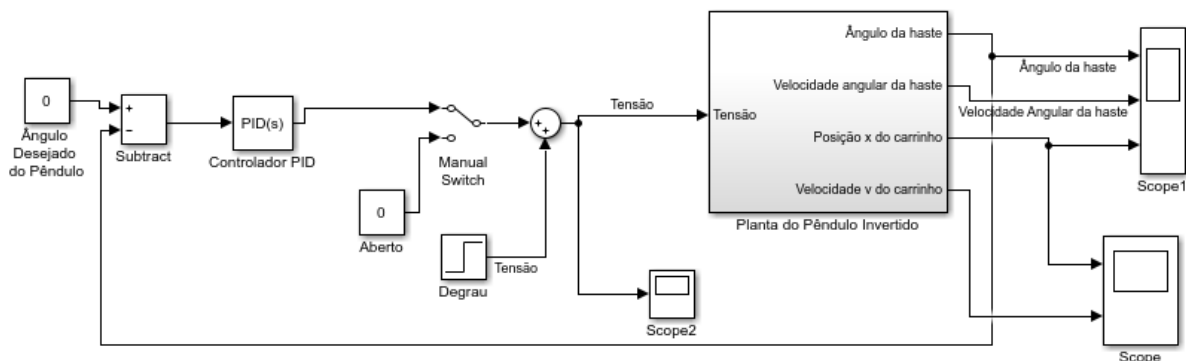 0
Ângulo
Desejado
do Pêndulo
+
−
Subtract
PID(s)
Controlador PID
Manual
Switch
0
Aberto
Degrau
Tensão
+
+
Tensão
Scope2
Tensão
Ângulo da haste
Velocidade angular da haste
Posição x do carrinho
Velocidade v do carrinho
Planta do Pêndulo Invertido
Ângulo da haste
Velocidade Angular da haste
Scope1
Scope